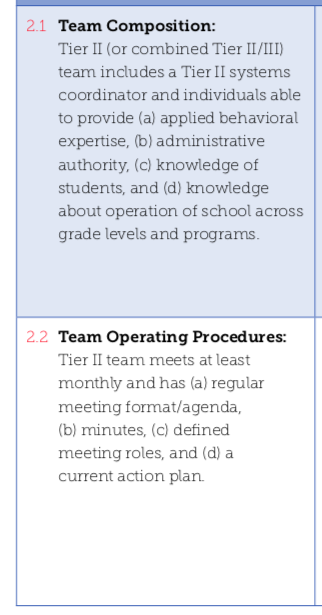 2.1 Team Composition:
Tier II (or combined Tier II/III)
team includes a Tier II systems
coordinator and individuals able
to provide (a) applied behavioral
expertise, (b) administrative
authority, (c) knowledge of
students, and (d) knowledge
about operation of school across
grade levels and programs.
2.2 Team Operating Procedures:
Tier II team meets at least
monthly and has (a) regular
meeting format/agenda,
(b) minutes, (c) defined
meeting roles, and (d) a
current action plan.